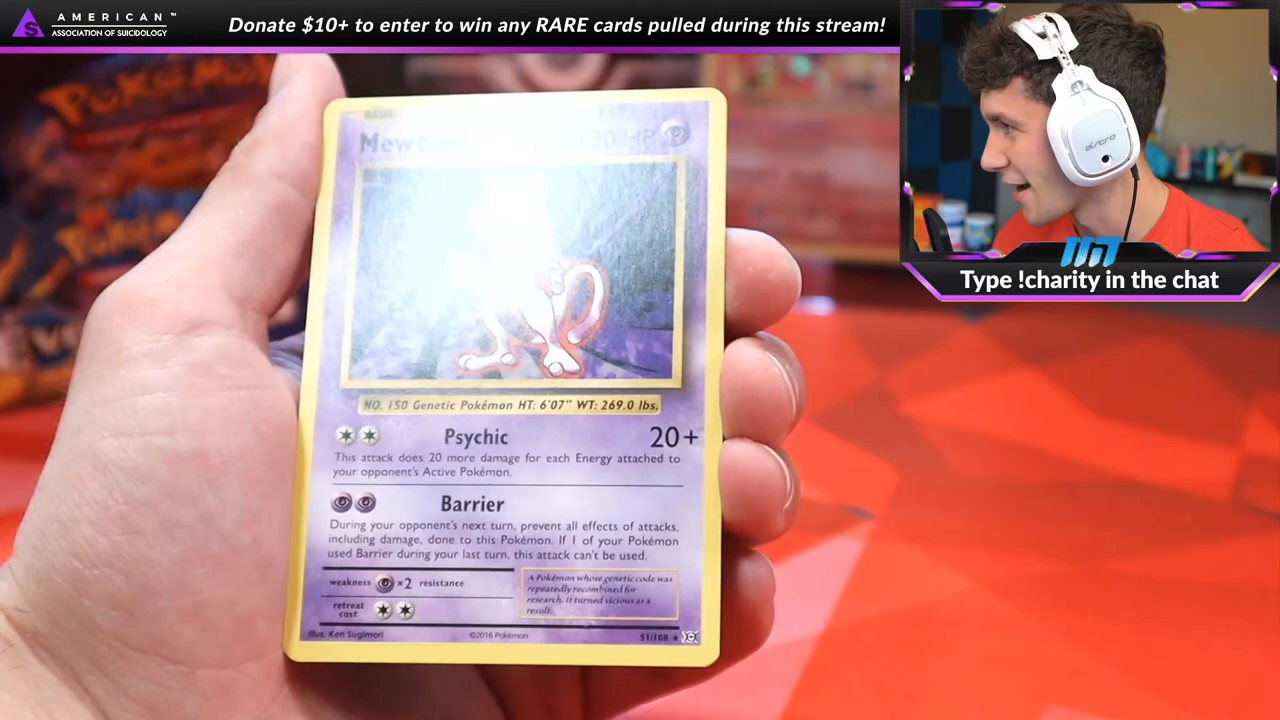 AMERICAN™
ASSOCIATION OF SUICIDOLOGY
Donate $10+ to enter to win any RARE cards pulled during this stream!
POKéMON
astro
Type !charity in the chat
130 HP
NO. 150 Genetic Pokémon HT: 6'07" WT: 269.0 lbs.
Psychic 20+
This attack does 20 more damage for each Energy attached to
your opponent's Active Pokémon.
Barrier
During your opponent's next turn, prevent all effects of attacks,
including damage, done to this Pokémon. If 1 of your Pokémon
used Barrier during your last turn, this attack can't be used.
weakness ×2 resistance
A Pokémon whose genetic code was
repeatedly recombined for
research. It turned vicious as a
result.
retreat
cost
Illus. Ken Sugimori ©2016 Pokémon 51/108